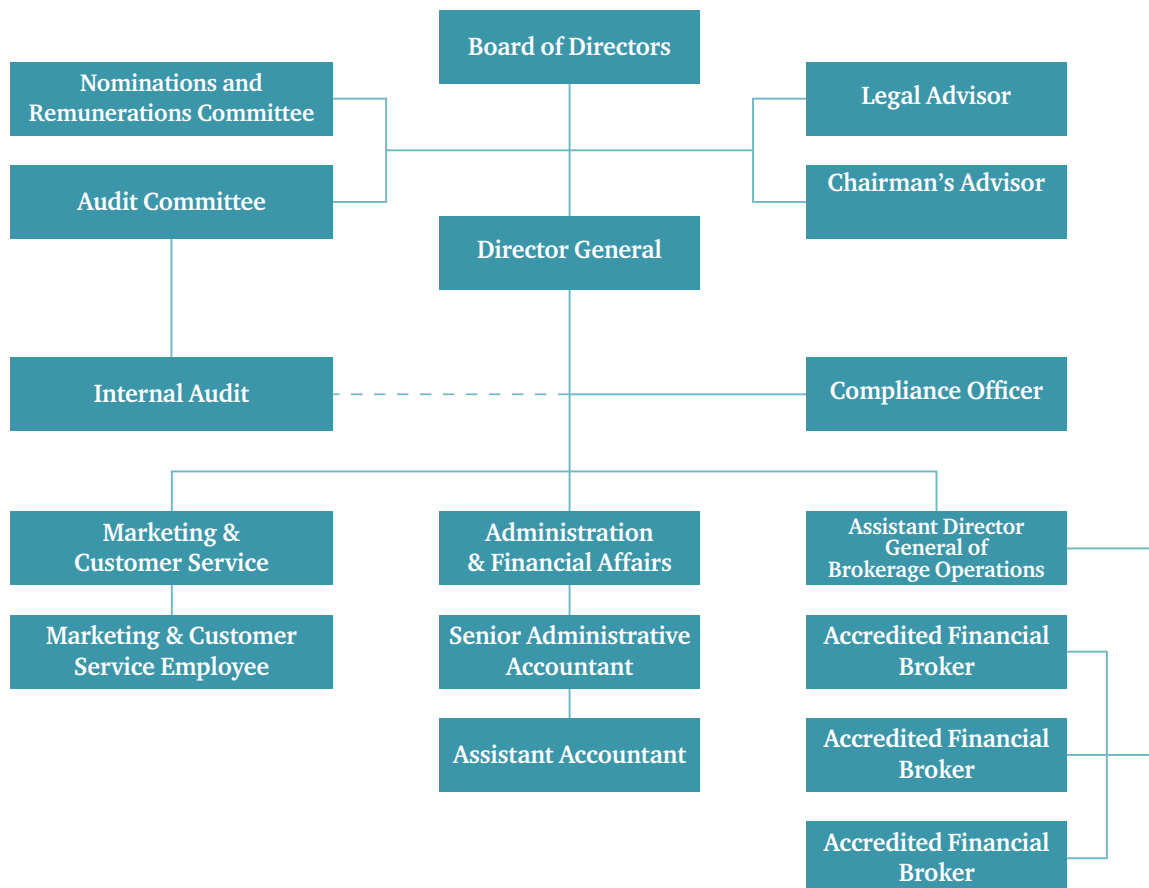 Board of Directors
Nominations and
Remunerations Committee
Legal Advisor
Audit Committee
Chairman’s Advisor
Director General
Internal Audit
Compliance Officer
Marketing &
Customer Service
Administration
& Financial Affairs
Assistant Director
General of
Brokerage Operations
Marketing & Customer
Service Employee
Senior Administrative
Accountant
Accredited Financial
Broker
Assistant Accountant
Accredited Financial
Broker
Accredited Financial
Broker